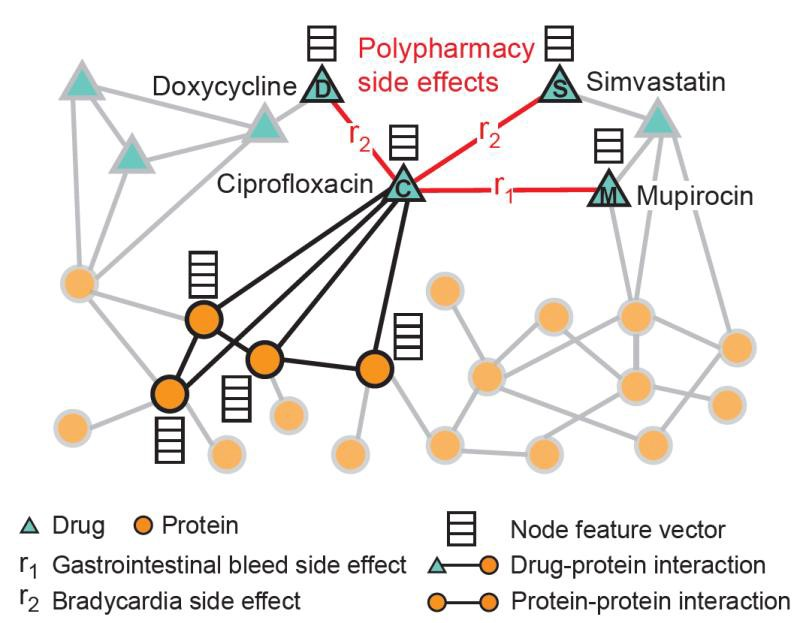 Polypharmacy
side effects
Doxycycline
D
S
Simvastatin
r2
r2
Ciprofloxacin
C
r1
M
Mupirocin
Drug
Protein
Node feature vector
r1 Gastrointestinal bleed side effect
Drug-protein interaction
r2 Bradycardia side effect
Protein-protein interaction